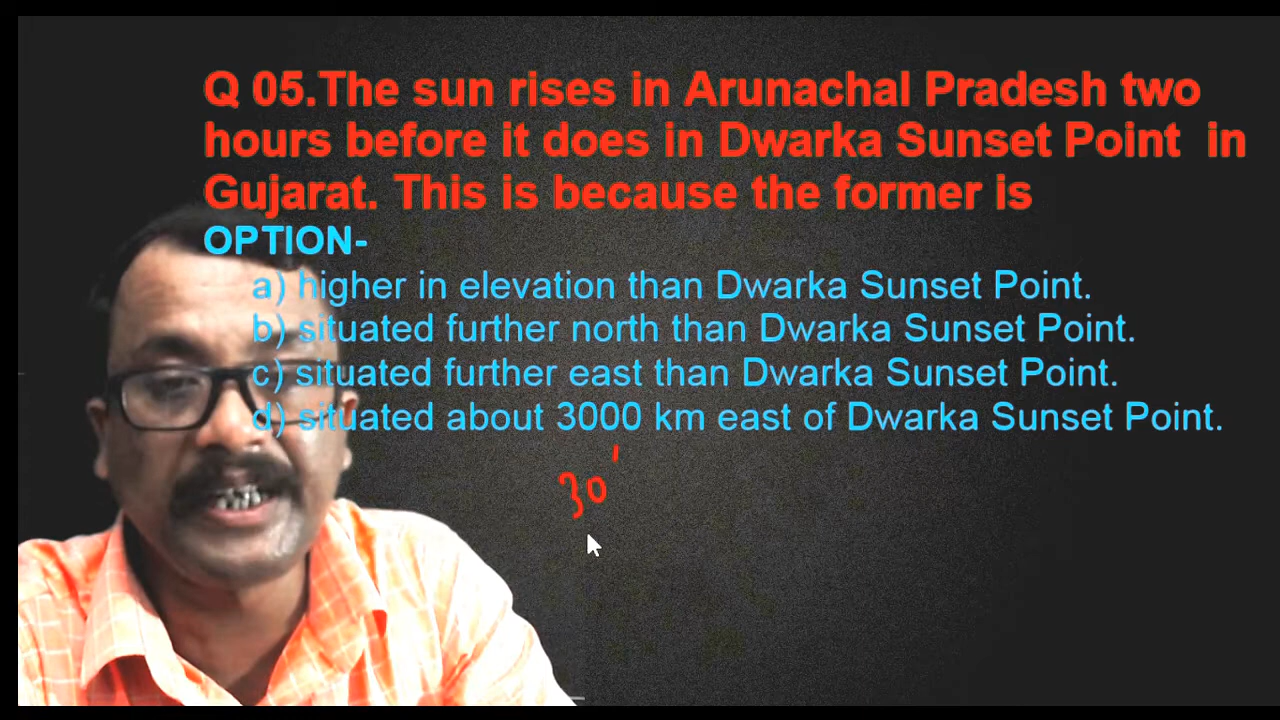 Q 05.The sun rises in Arunachal Pradesh two
hours before it does in Dwarka Sunset Point in
Gujarat. This is because the former is
OPTION-
a) higher in elevation than Dwarka Sunset Point.
b) situated further north than Dwarka Sunset Point.
c) situated further east than Dwarka Sunset Point.
d) situated about 3000 km east of Dwarka Sunset Point.
30'